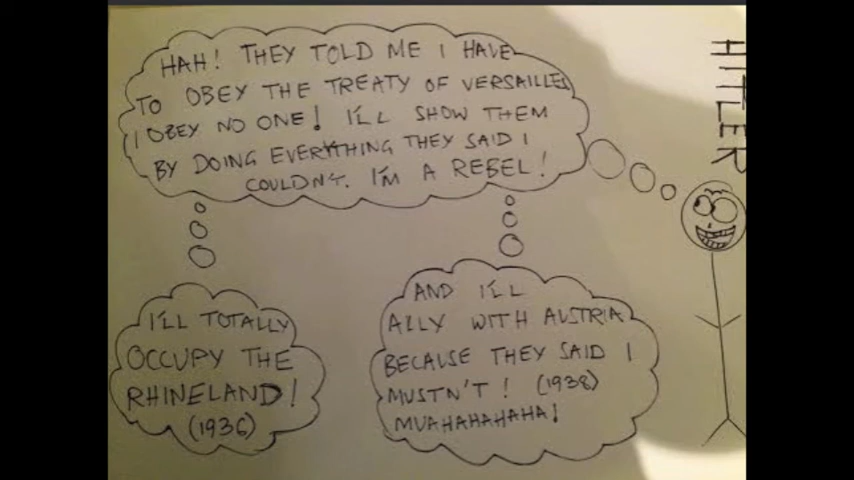 HAH! THEY TOLD ME I HAVE
TO OBEY THE TREATY OF VERSAILLES
I OBEY NO ONE! I'LL SHOW THEM
BY DOING EVERYTHING THEY SAID I
COULDN'T. I'M A REBEL!
HITLER
I'LL TOTALLY
OCCUPY THE
RHINELAND!
(1936)
AND I'LL
ALLY WITH AUSTRIA
BECAUSE THEY SAID I
MUSTN'T! (1938)
MUAHAHAHAHA!